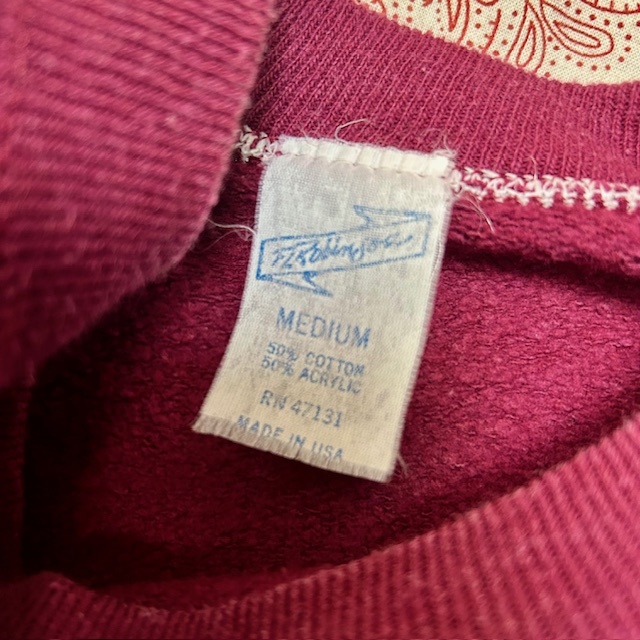 MEDIUM
50% COTTON
50% ACRYLIC
RN 47131
MADE IN USA